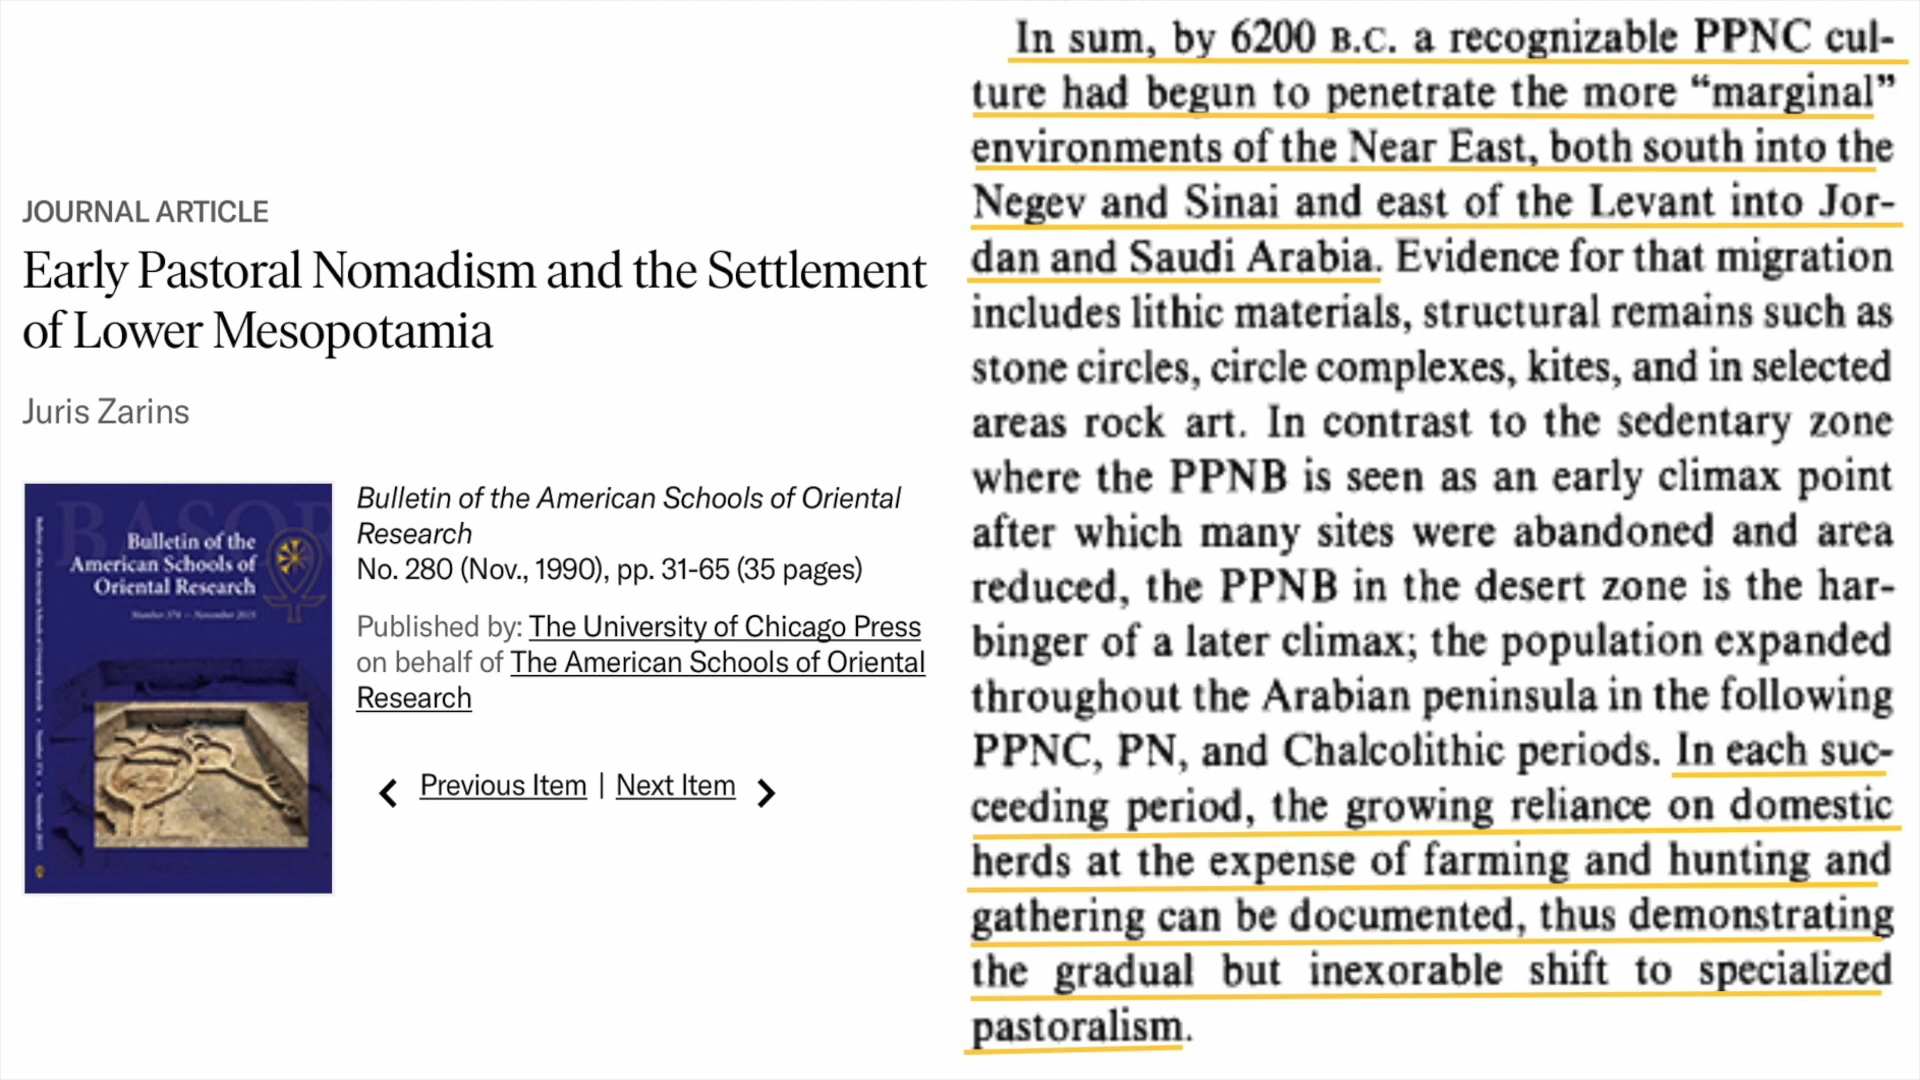 JOURNAL ARTICLE
Early Pastoral Nomadism and the Settlement
of Lower Mesopotamia
Juris Zarins
BASOR
Bulletin of the
American Schools of
Oriental Research
Bulletin of the American Schools of Oriental
Research
No. 280 (Nov., 1990), pp. 31-65 (35 pages)
Published by: The University of Chicago Press
on behalf of The American Schools of Oriental
Research
Previous Item | Next Item
In sum, by 6200 B.C. a recognizable PPNC cul-
ture had begun to penetrate the more “marginal”
environments of the Near East, both south into the
Negev and Sinai and east of the Levant into Jor-
dan and Saudi Arabia. Evidence for that migration
includes lithic materials, structural remains such as
stone circles, circle complexes, kites, and in selected
areas rock art. In contrast to the sedentary zone
where the PPNB is seen as an early climax point
after which many sites were abandoned and area
reduced, the PPNB in the desert zone is the har-
binger of a later climax; the population expanded
throughout the Arabian peninsula in the following
PPNC, PN, and Chalcolithic periods. In each suc-
ceeding period, the growing reliance on domestic
herds at the expense of farming and hunting and
gathering can be documented, thus demonstrating
the gradual but inexorable shift to specialized
pastoralism.